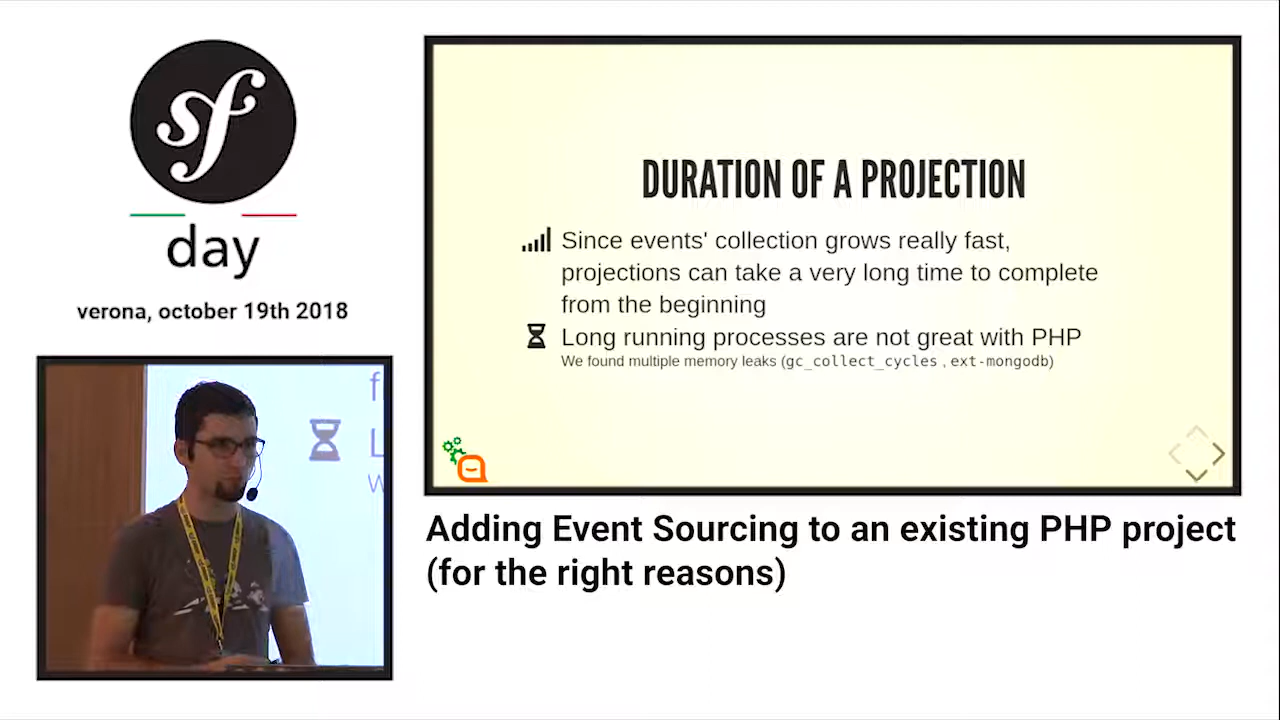 sf
day
verona, october 19th 2018
DURATION OF A PROJECTION
Since events' collection grows really fast,
projections can take a very long time to complete
from the beginning
Long running processes are not great with PHP
We found multiple memory leaks (gc_collect_cycles , ext-mongodb)
f
L
W
Adding Event Sourcing to an existing PHP project
(for the right reasons)